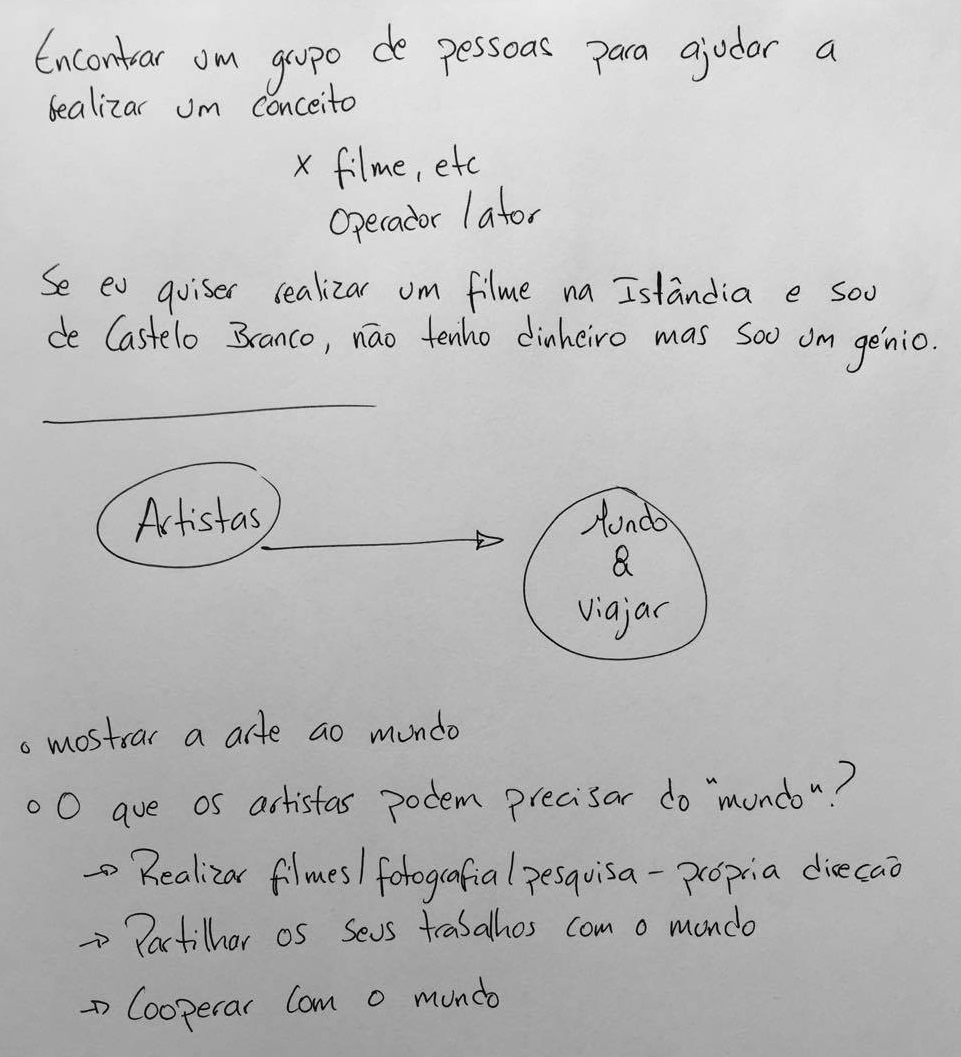 Encontrar um grupo de pessoas para ajudar a
realizar um conceito
x filme, etc
operador / ator
Se eu quiser realizar um filme na Istândia e sou
de Castelo Branco, não tenho dinheiro mas sou um génio.
Artistas
Mundo
&
viajar
o mostrar a arte ao mundo
o O que os artistas podem precisar do "mundo"?
→ Realizar filmes / fotografia / pesquisa - própria direcção
→ Partilhar os seus trabalhos com o mundo
→ Cooperar com o mundo